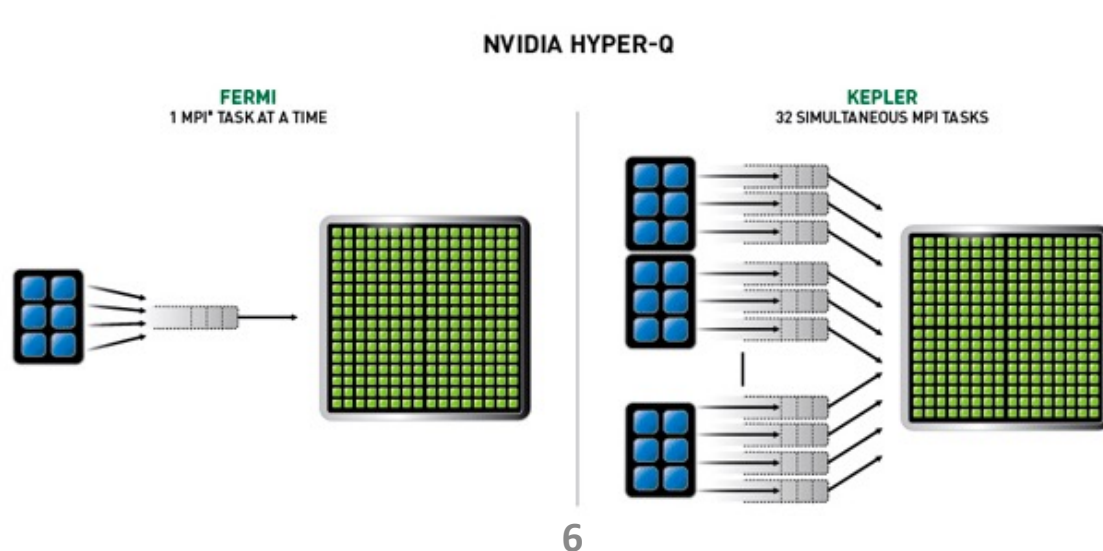 NVIDIA HYPER-Q
FERMI
1 MPI* TASK AT A TIME
KEPLER
32 SIMULTANEOUS MPI TASKS
6